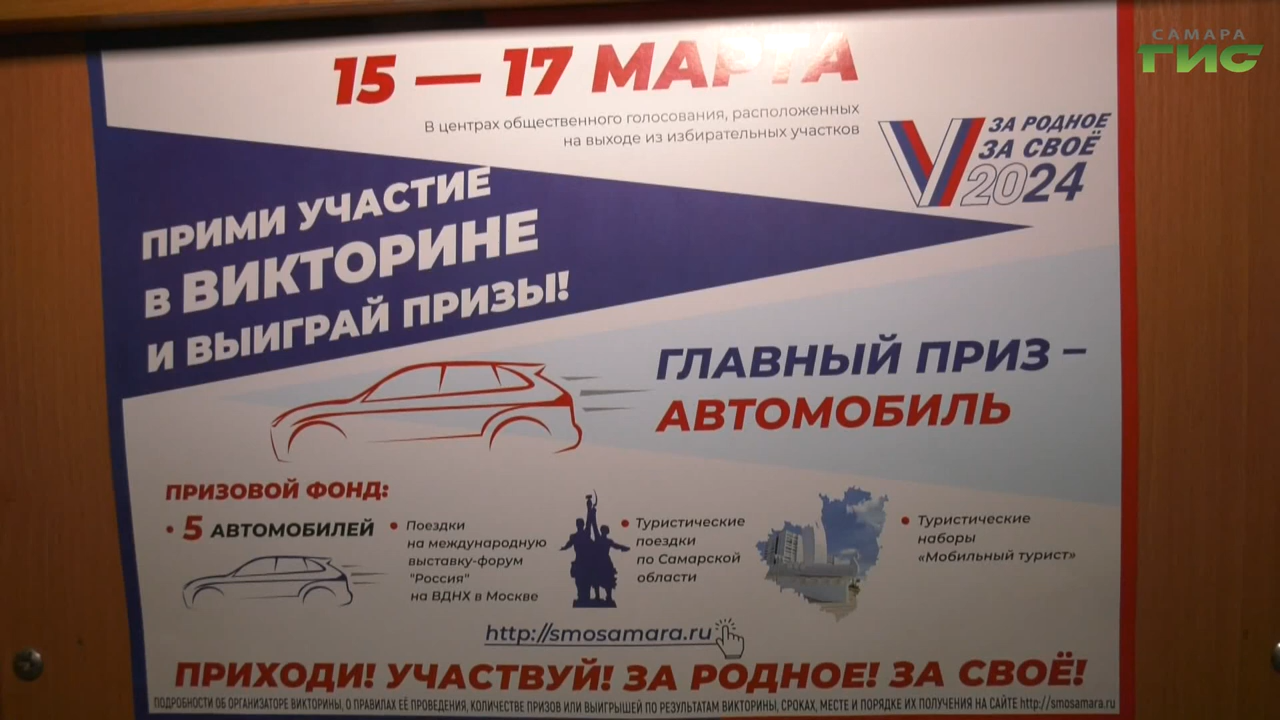 САМАРА
ГИС
15 — 17 МАРТА
В центрах общественного голосования, расположенных
на выходе из избирательных участков
ЗА РОДНОЕ
ЗА СВОЁ
V2024
ПРИМИ УЧАСТИЕ
в ВИКТОРИНЕ
И ВЫИГРАЙ ПРИЗЫ!
ГЛАВНЫЙ ПРИЗ –
АВТОМОБИЛЬ
ПРИЗОВОЙ ФОНД:
• 5 АВТОМОБИЛЕЙ
• Поездки
на международную
выставку-форум
"Россия"
на ВДНХ в Москве
• Туристические
поездки
по Самарской
области
• Туристические
наборы
«Мобильный турист»
http://smosamara.ru
ПРИХОДИ! УЧАСТВУЙ! ЗА РОДНОЕ! ЗА СВОЁ!
ПОДРОБНОСТИ ОБ ОРГАНИЗАТОРЕ ВИКТОРИНЫ, О ПРАВИЛАХ ЕЁ ПРОВЕДЕНИЯ, КОЛИЧЕСТВЕ ПРИЗОВ ИЛИ ВЫИГРЫШЕЙ ПО РЕЗУЛЬТАТАМ ВИКТОРИНЫ, СРОКАХ, МЕСТЕ И ПОРЯДКЕ ИХ ПОЛУЧЕНИЯ НА САЙТЕ http://smosamara.ru